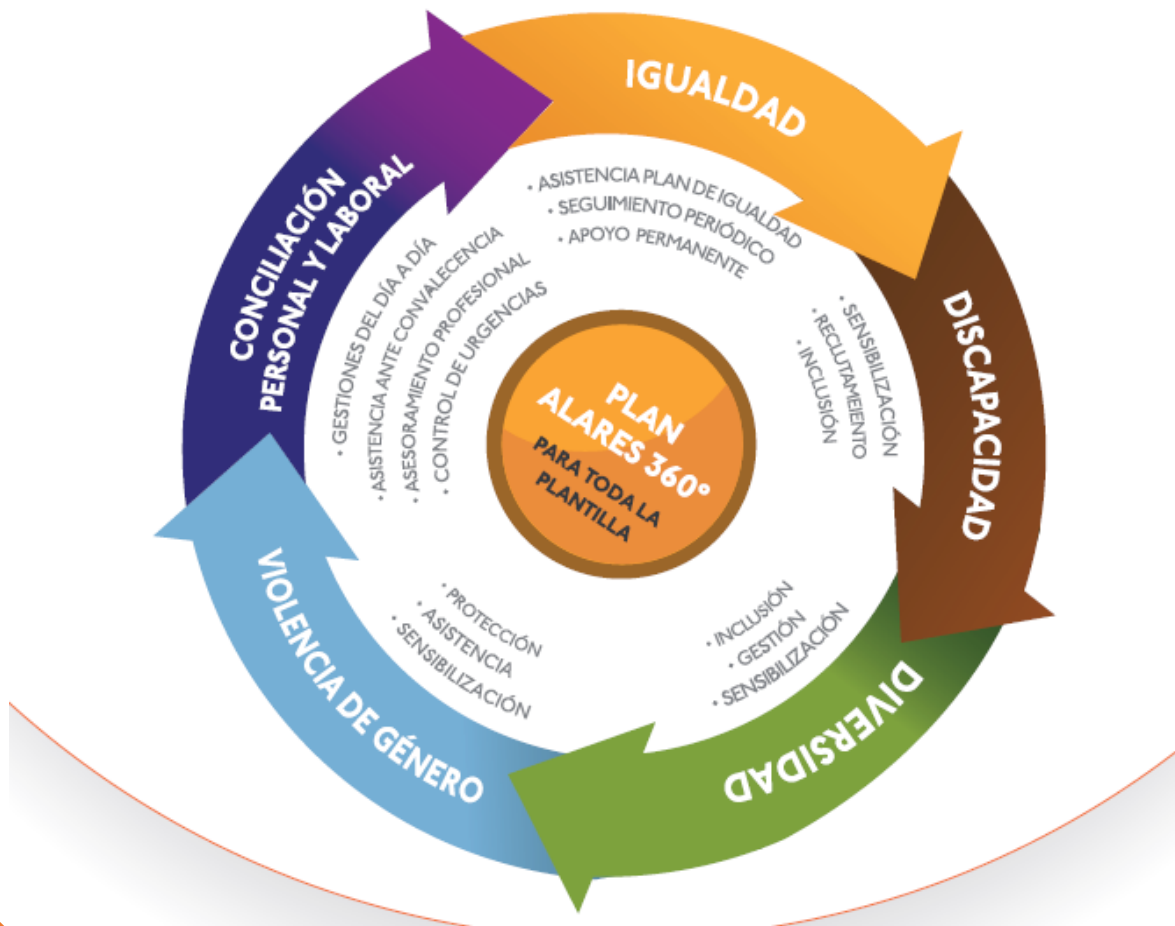 IGUALDAD
• ASISTENCIA PLAN DE IGUALDAD
• SEGUIMIENTO PERIÓDICO
• APOYO PERMANENTE
DISCAPACIDAD
• SENSIBILIZACIÓN
• RECLUTAMEIENTO
• INCLUSIÓN
DIVERSIDAD
• INCLUSIÓN
• GESTIÓN
• SENSIBILIZACIÓN
VIOLENCIA DE GÉNERO
• PROTECCIÓN
• ASISTENCIA
• SENSIBILIZACIÓN
CONCILIACIÓN
PERSONAL Y LABORAL
• GESTIONES DEL DÍA A DÍA
• ASISTENCIA ANTE CONVALECENCIA
• ASESORAMIENTO PROFESIONAL
• CONTROL DE URGENCIAS
PLAN
ALARES 360°
PARA TODA LA
PLANTILLA